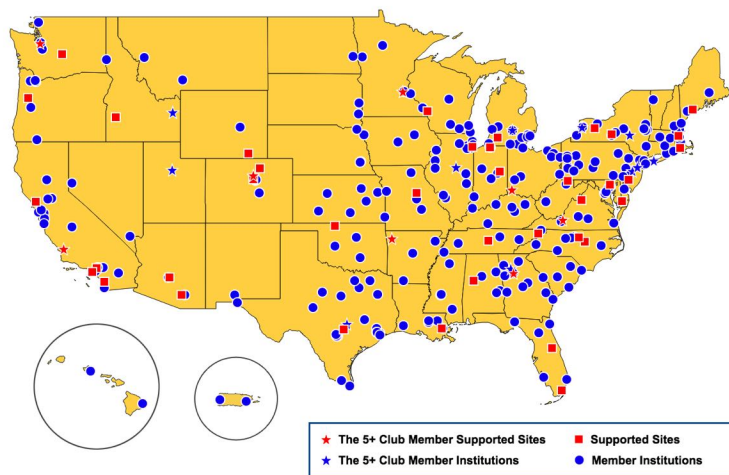 The 5+ Club Member Supported Sites
Supported Sites
The 5+ Club Member Institutions
Member Institutions